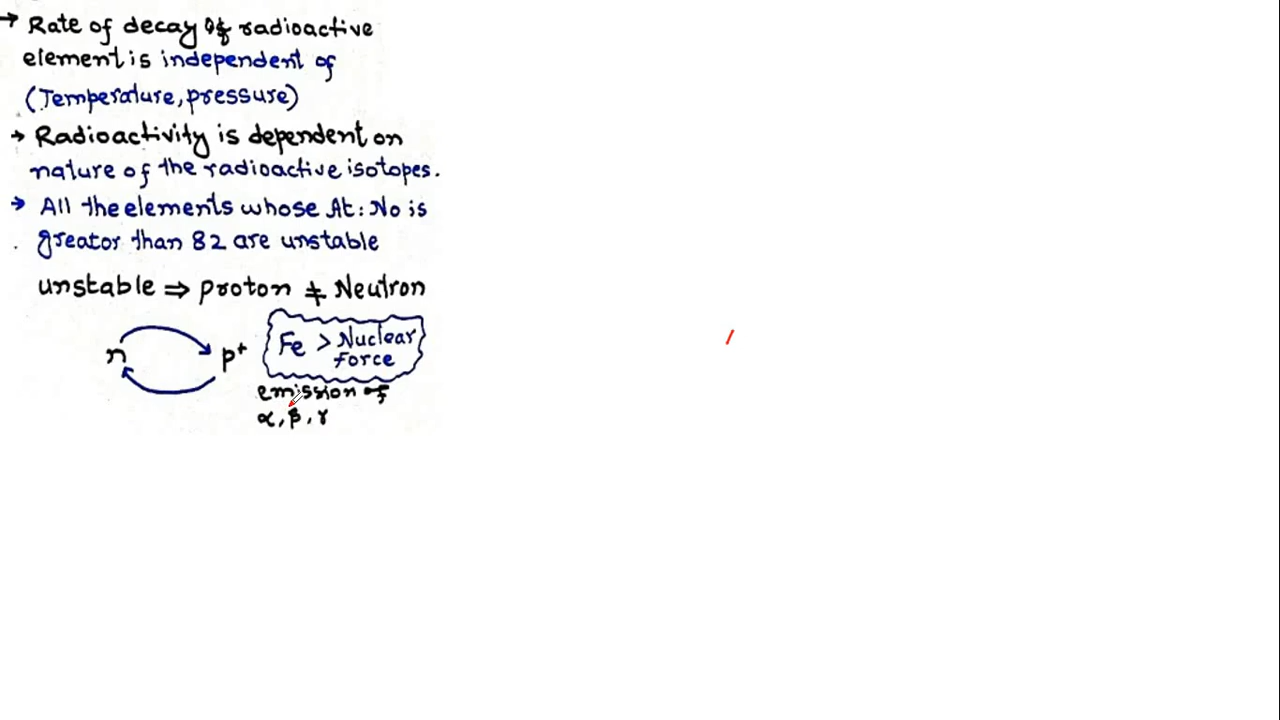 → Rate of decay of radioactive
element is independent of
(Temperature, pressure)
→ Radioactivity is dependent on
nature of the radioactive isotopes.
→ All the elements whose At: No is
greator than 82 are unstable
unstable ⇒ proton ≠ Neutron
n p⁺ Fe > Nuclear
force
emission of
α, β, γ